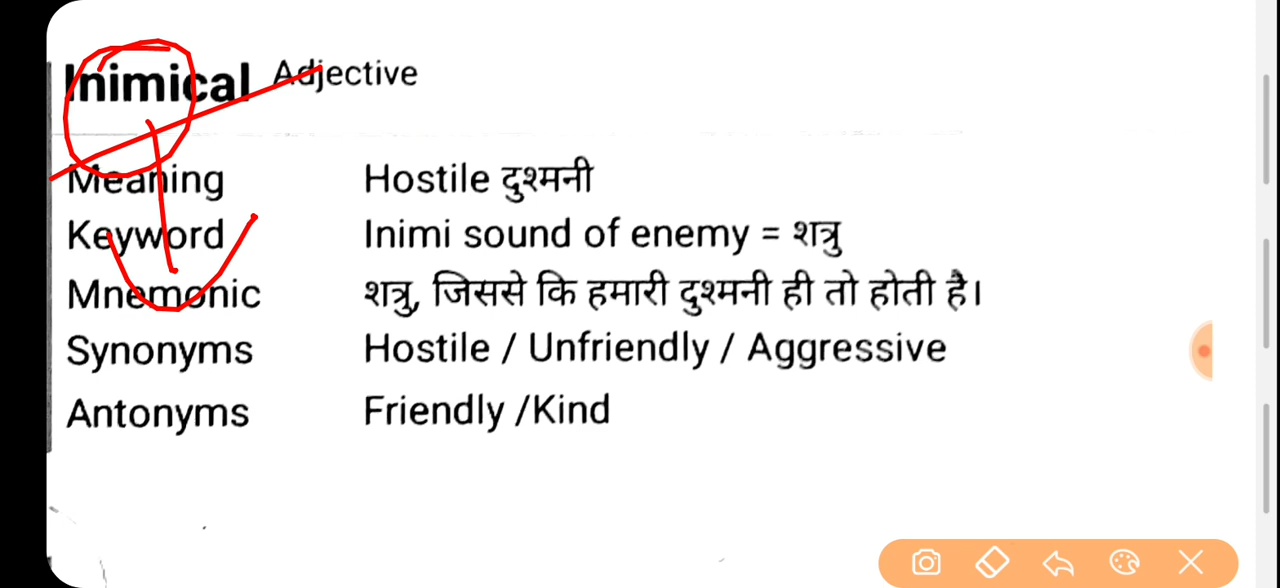 Inimical Adjective
Meaning Hostile दुश्मनी
Keyword Inimi sound of enemy = शत्रु
Mnemonic शत्रु, जिससे कि हमारी दुश्मनी ही तो होती है।
Synonyms Hostile / Unfriendly / Aggressive
Antonyms Friendly /Kind